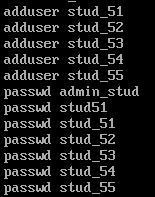 adduser stud_51
adduser stud_52
adduser stud_53
adduser stud_54
adduser stud_55
passwd admin_stud
passwd stud51
passwd stud_51
passwd stud_52
passwd stud_53
passwd stud_54
passwd stud_55